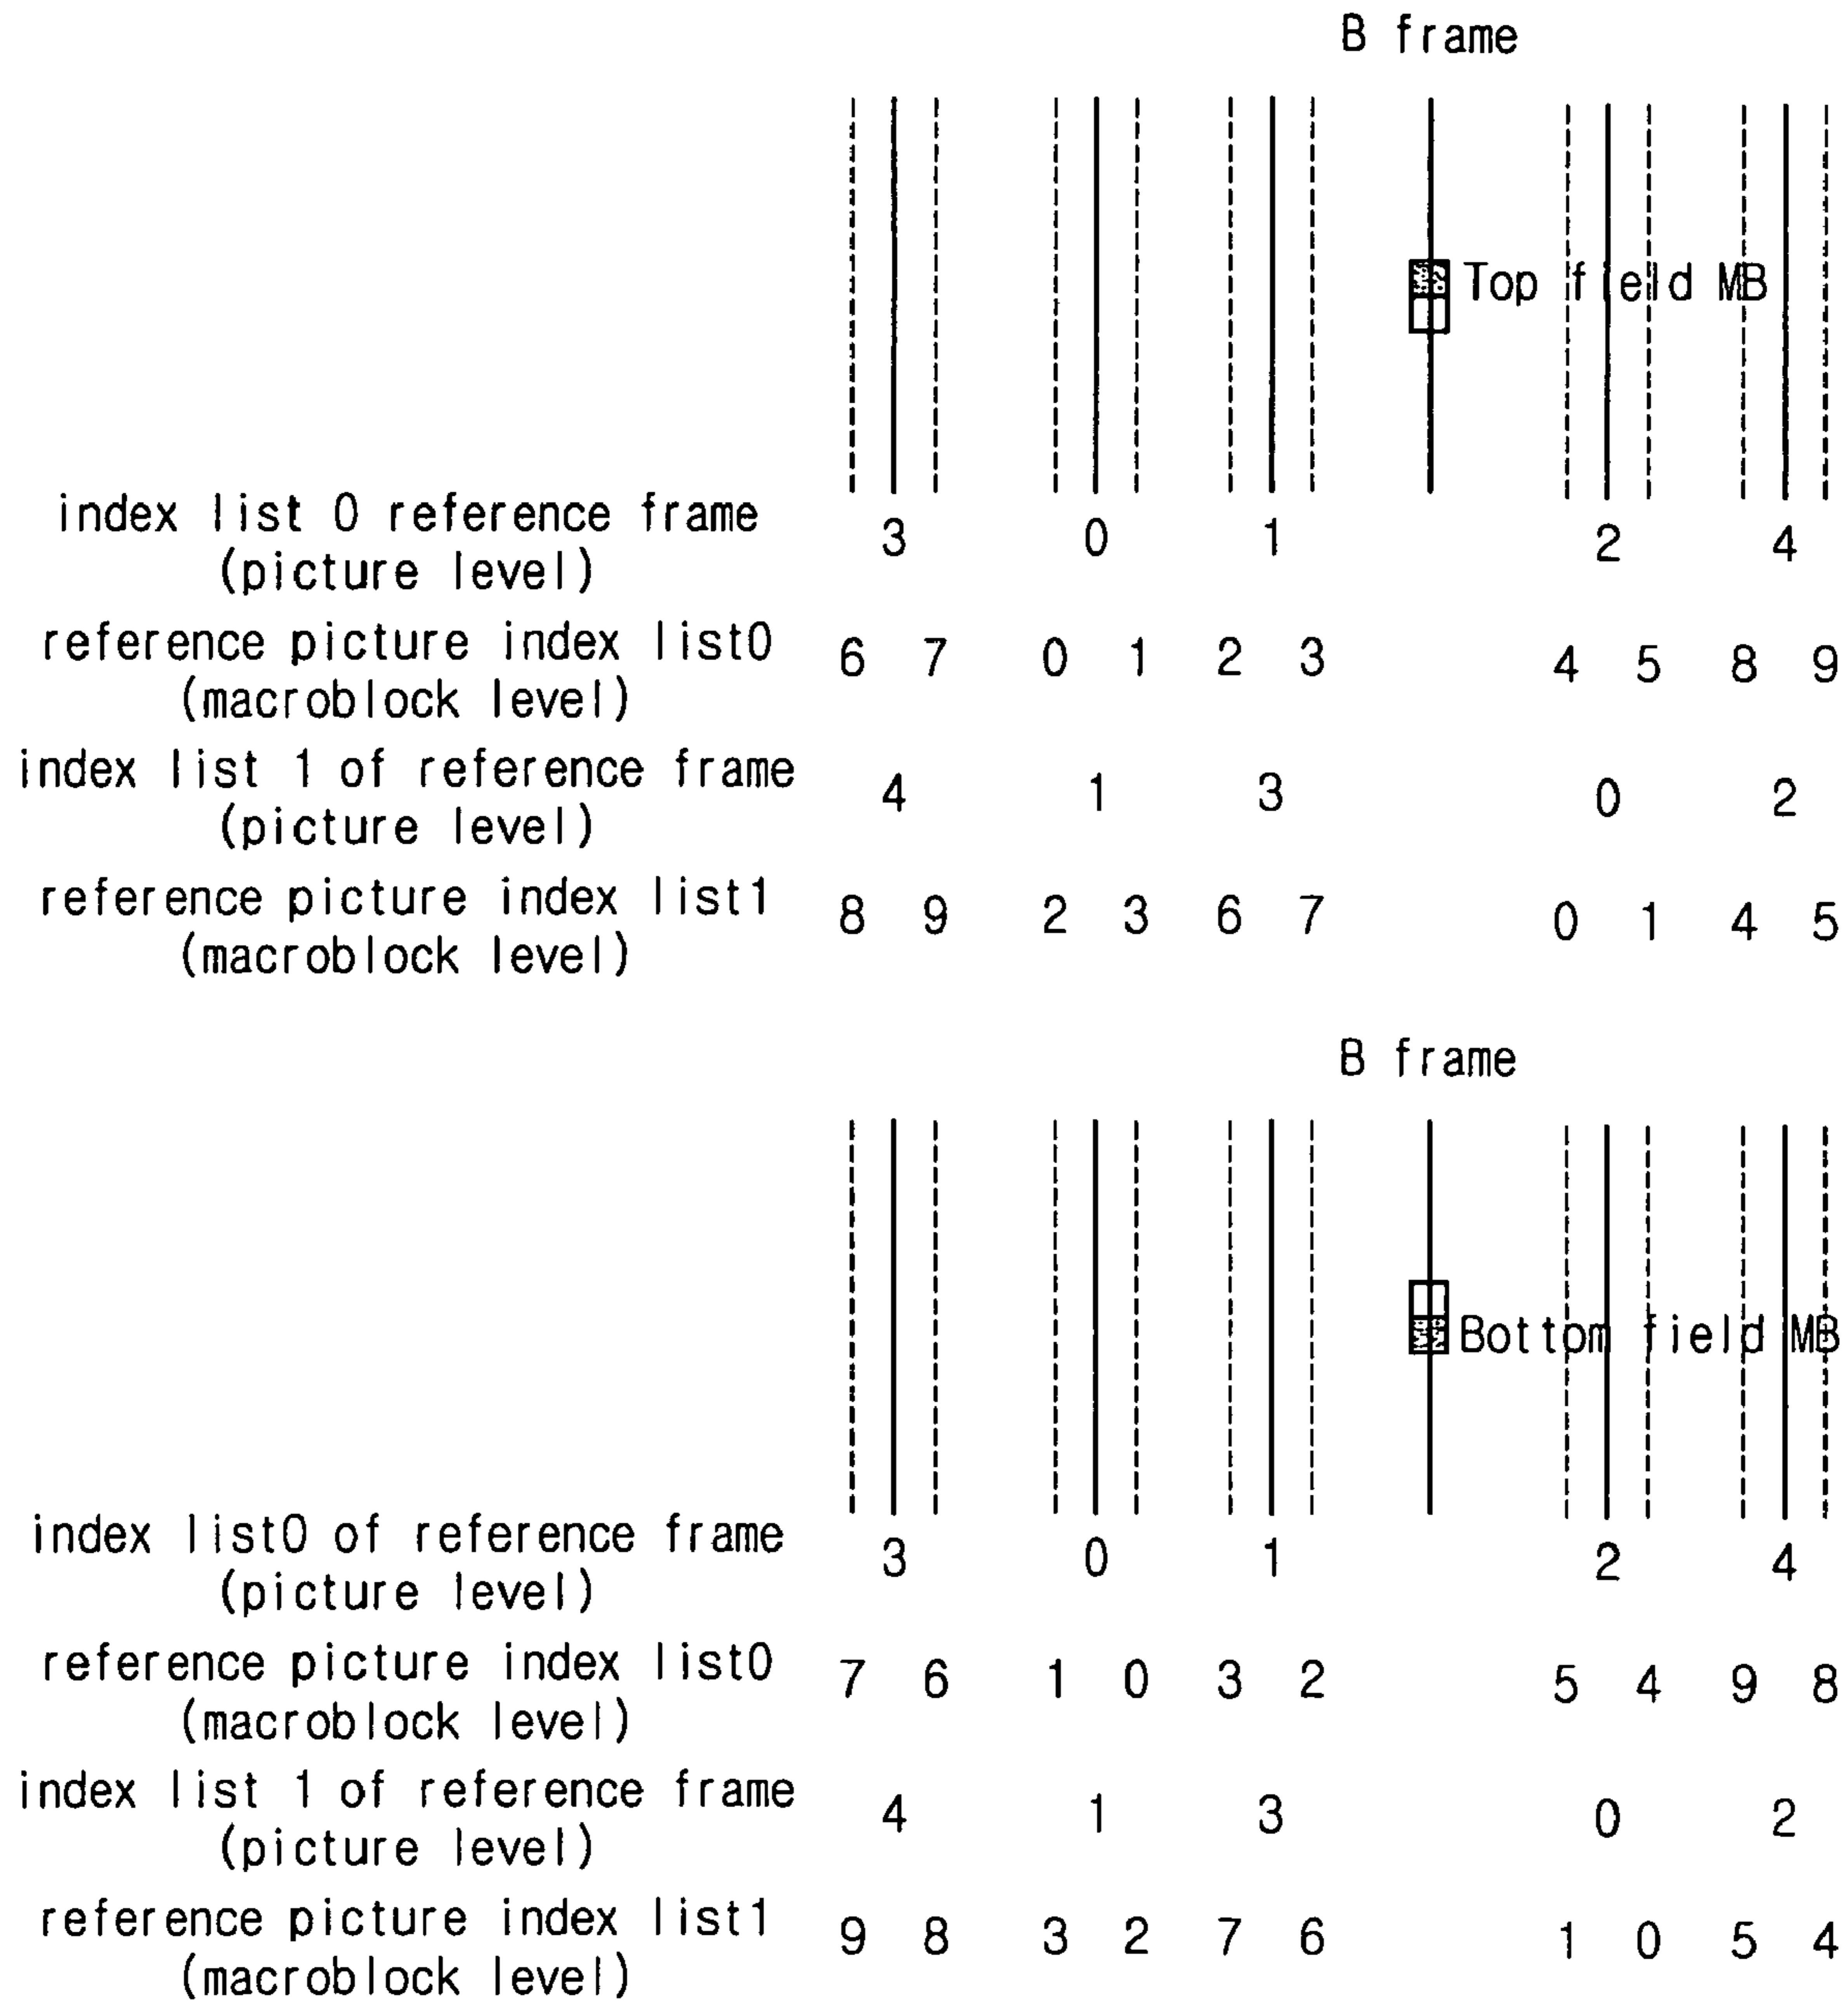 B frame
Top field MB
index list 0 reference frame
(picture level)
3 0 1 2 4
reference picture index list0
(macroblock level)
6 7 0 1 2 3 4 5 8 9
index list 1 of reference frame
(picture level)
4 1 3 0 2
reference picture index list1
(macroblock level)
8 9 2 3 6 7 0 1 4 5
B frame
Bottom field MB
index list0 of reference frame
(picture level)
3 0 1 2 4
reference picture index list0
(macroblock level)
7 6 1 0 3 2 5 4 9 8
index list 1 of reference frame
(picture level)
4 1 3 0 2
reference picture index list1
(macroblock level)
9 8 3 2 7 6 1 0 5 4